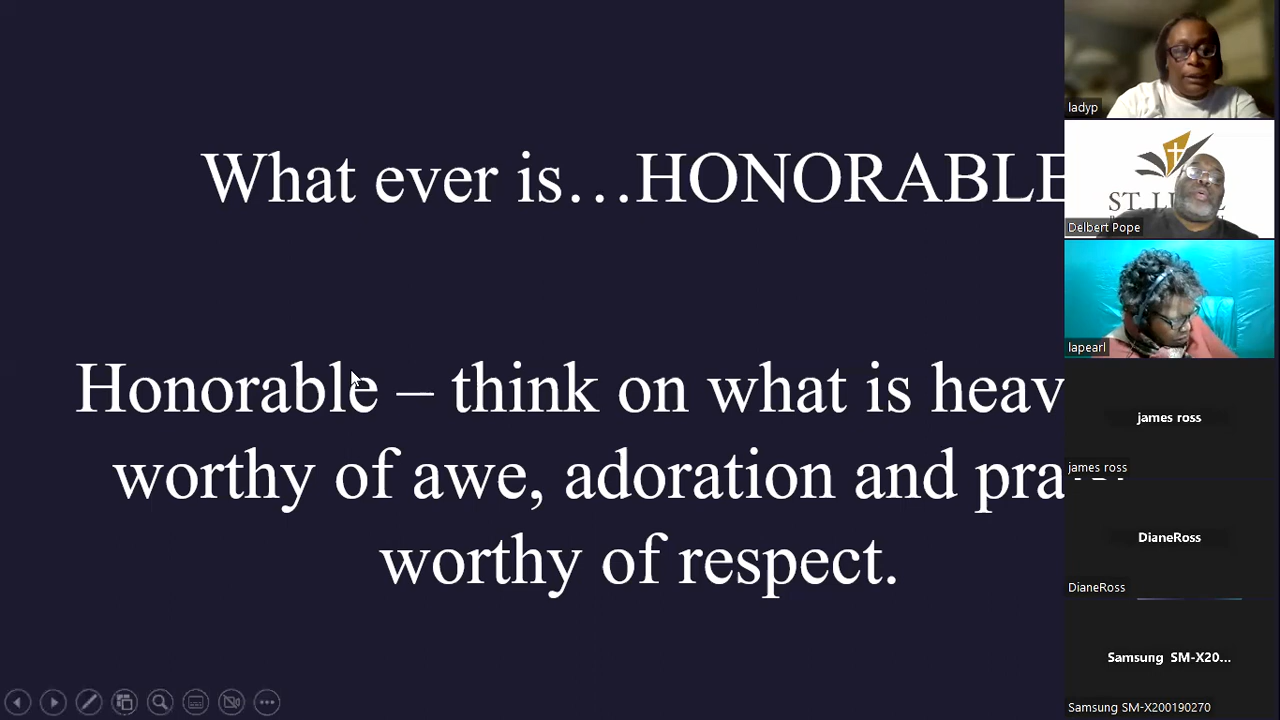 What ever is…HONORABLE
Honorable – think on what is heav
worthy of awe, adoration and pra
worthy of respect.
ladyp
ST. L
Delbert Pope
lapearl
james ross
james ross
DianeRoss
DianeRoss
Samsung SM-X20...
Samsung SM-X200190270